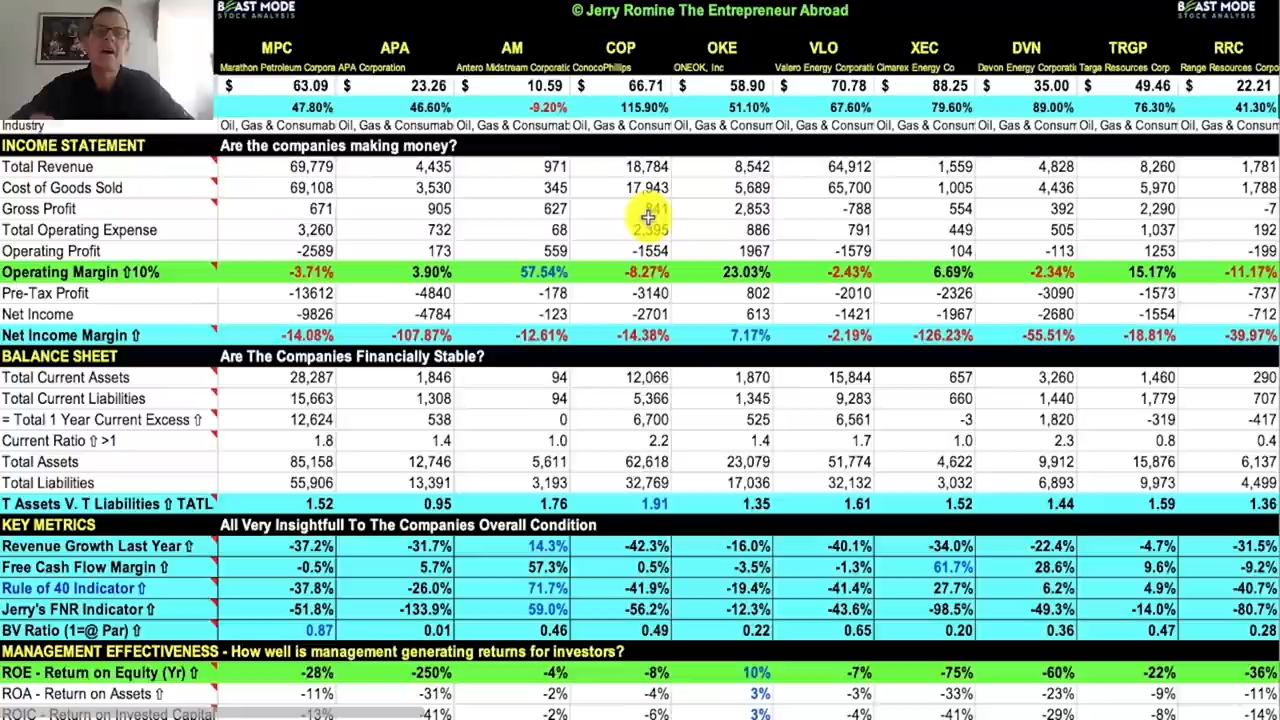 BEAST MODE
STOCK ANALYSIS
© Jerry Romine The Entrepreneur Abroad
BEAST MODE
STOCK ANALYSIS
MPC APA AM COP OKE VLO XEC DVN TRGP RRC
Marathon Petroleum Corpora APA Corporation Antero Midstream Corporatic ConocoPhillips ONEOK, Inc Valero Energy Corporatic Cimarex Energy Co Devon Energy Corporati Targa Resources Corp Range Resources Corpo
$ 63.09 $ 23.26 $ 10.59 $ 66.71 $ 58.90 $ 70.78 $ 88.25 $ 35.00 $ 49.46 $ 22.21
47.80% 46.60% -9.20% 115.90% 51.10% 67.60% 79.60% 89.00% 76.30% 41.30%
Industry Oil, Gas & Consumab Oil, Gas & Consumab Oil, Gas & Consumab Oil, Gas & Consum Oil, Gas & Consum Oil, Gas & Consum Oil, Gas & Consum Oil, Gas & Consum Oil, Gas & Consum Oil, Gas & Consum
INCOME STATEMENT Are the companies making money?
Total Revenue 69,779 4,435 971 18,784 8,542 64,912 1,559 4,828 8,260 1,781
Cost of Goods Sold 69,108 3,530 345 17,943 5,689 65,700 1,005 4,436 5,970 1,788
Gross Profit 671 905 627 841 2,853 -788 554 392 2,290 -7
Total Operating Expense 3,260 732 68 2,395 886 791 449 505 1,037 192
Operating Profit -2589 173 559 -1554 1967 -1579 104 -113 1253 -199
Operating Margin ⇧10% -3.71% 3.90% 57.54% -8.27% 23.03% -2.43% 6.69% -2.34% 15.17% -11.17%
Pre-Tax Profit -13612 -4840 -178 -3140 802 -2010 -2326 -3090 -1573 -737
Net Income -9826 -4784 -123 -2701 613 -1421 -1967 -2680 -1554 -712
Net Income Margin ⇧ -14.08% -107.87% -12.61% -14.38% 7.17% -2.19% -126.23% -55.51% -18.81% -39.97%
BALANCE SHEET Are The Companies Financially Stable?
Total Current Assets 28,287 1,846 94 12,066 1,870 15,844 657 3,260 1,460 290
Total Current Liabilities 15,663 1,308 94 5,366 1,345 9,283 660 1,440 1,779 707
= Total 1 Year Current Excess ⇧ 12,624 538 0 6,700 525 6,561 -3 1,820 -319 -417
Current Ratio ⇧ >1 1.8 1.4 1.0 2.2 1.4 1.7 1.0 2.3 0.8 0.4
Total Assets 85,158 12,746 5,611 62,618 23,079 51,774 4,622 9,912 15,876 6,137
Total Liabilities 55,906 13,391 3,193 32,769 17,036 32,132 3,032 6,893 9,973 4,499
T Assets V. T Liabilities ⇧ TATL 1.52 0.95 1.76 1.91 1.35 1.61 1.52 1.44 1.59 1.36
KEY METRICS All Very Insightfull To The Companies Overall Condition
Revenue Growth Last Year ⇧ -37.2% -31.7% 14.3% -42.3% -16.0% -40.1% -34.0% -22.4% -4.7% -31.5%
Free Cash Flow Margin ⇧ -0.5% 5.7% 57.3% 0.5% -3.5% -1.3% 61.7% 28.6% 9.6% -9.2%
Rule of 40 Indicator ⇧ -37.8% -26.0% 71.7% -41.9% -19.4% -41.4% 27.7% 6.2% 4.9% -40.7%
Jerry's FNR Indicator ⇧ -51.8% -133.9% 59.0% -56.2% -12.3% -43.6% -98.5% -49.3% -14.0% -80.7%
BV Ratio (1=@ Par) ⇧ 0.87 0.01 0.46 0.49 0.22 0.65 0.20 0.36 0.47 0.28
MANAGEMENT EFFECTIVENESS - How well is management generating returns for investors?
ROE - Return on Equity (Yr) ⇧ -28% -250% -4% -8% 10% -7% -75% -60% -22% -36%
ROA - Return on Assets ⇧ -11% -31% -2% -4% 3% -3% -33% -23% -9% -11%
ROIC - Return on Invested Capital -13% -41% -2% -6% 3% -4% -41% -29% -8% -14%